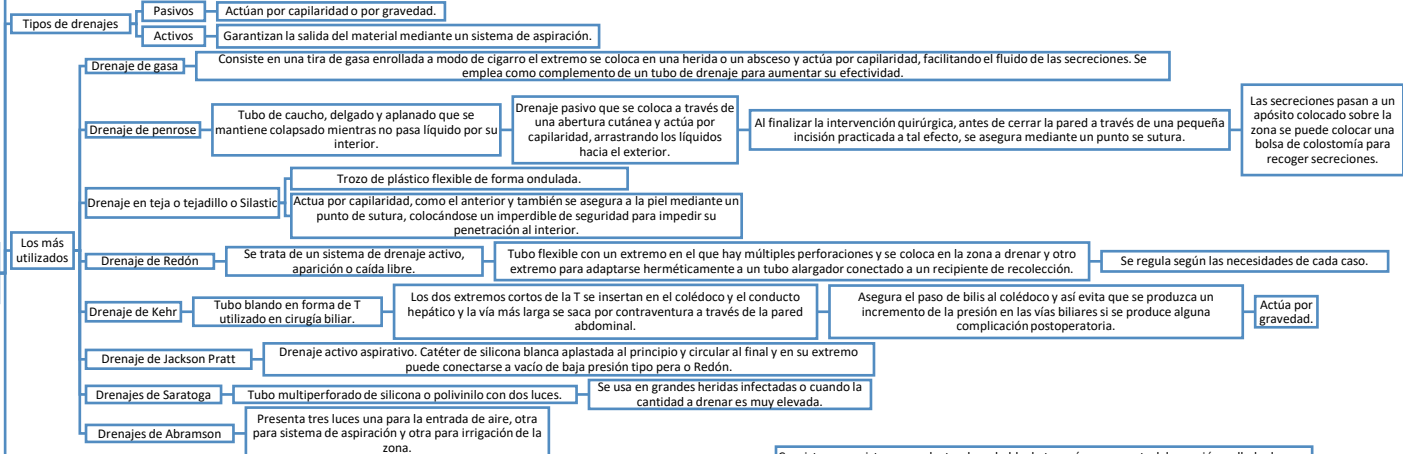 Tipos de drenajes
Pasivos
Actúan por capilaridad o por gravedad.
Activos
Garantizan la salida del material mediante un sistema de aspiración.
Los más
utilizados
Drenaje de gasa
Consiste en una tira de gasa enrollada a modo de cigarro el extremo se coloca en una herida o un absceso y actúa por capilaridad, facilitando el fluido de las secreciones. Se
emplea como complemento de un tubo de drenaje para aumentar su efectividad.
Drenaje de penrose
Tubo de caucho, delgado y aplanado que se
mantiene colapsado mientras no pasa líquido por su
interior.
Drenaje pasivo que se coloca a través de
una abertura cutánea y actúa por
capilaridad, arrastrando los líquidos
hacia el exterior.
Al finalizar la intervención quirúrgica, antes de cerrar la pared a través de una pequeña
incisión practicada a tal efecto, se asegura mediante un punto se sutura.
Las secreciones pasan a un
apósito colocado sobre la
zona se puede colocar una
bolsa de colostomía para
recoger secreciones.
Drenaje en teja o tejadillo o Silastic
Trozo de plástico flexible de forma ondulada.
Actua por capilaridad, como el anterior y también se asegura a la piel mediante un
punto de sutura, colocándose un imperdible de seguridad para impedir su
penetración al interior.
Drenaje de Redón
Se trata de un sistema de drenaje activo,
aparición o caída libre.
Tubo flexible con un extremo en el que hay múltiples perforaciones y se coloca en la zona a drenar y otro
extremo para adaptarse herméticamente a un tubo alargador conectado a un recipiente de recolección.
Se regula según las necesidades de cada caso.
Drenaje de Kehr
Tubo blando en forma de T
utilizado en cirugía biliar.
Los dos extremos cortos de la T se insertan en el colédoco y el conducto
hepático y la vía más larga se saca por contraventura a través de la pared
abdominal.
Asegura el paso de bilis al colédoco y así evita que se produzca un
incremento de la presión en las vías biliares si se produce alguna
complicación postoperatoria.
Actúa por
gravedad.
Drenaje de Jackson Pratt
Drenaje activo aspirativo. Catéter de silicona blanca aplastada al principio y circular al final y en su extremo
puede conectarse a vacío de baja presión tipo pera o Redón.
Drenajes de Saratoga
Tubo multiperforado de silicona o polivinilo con dos luces.
Se usa en grandes heridas infectadas o cuando la
cantidad a drenar es muy elevada.
Drenajes de Abramson
Presenta tres luces una para la entrada de aire, otra
para sistema de aspiración y otra para irrigación de la
zona.